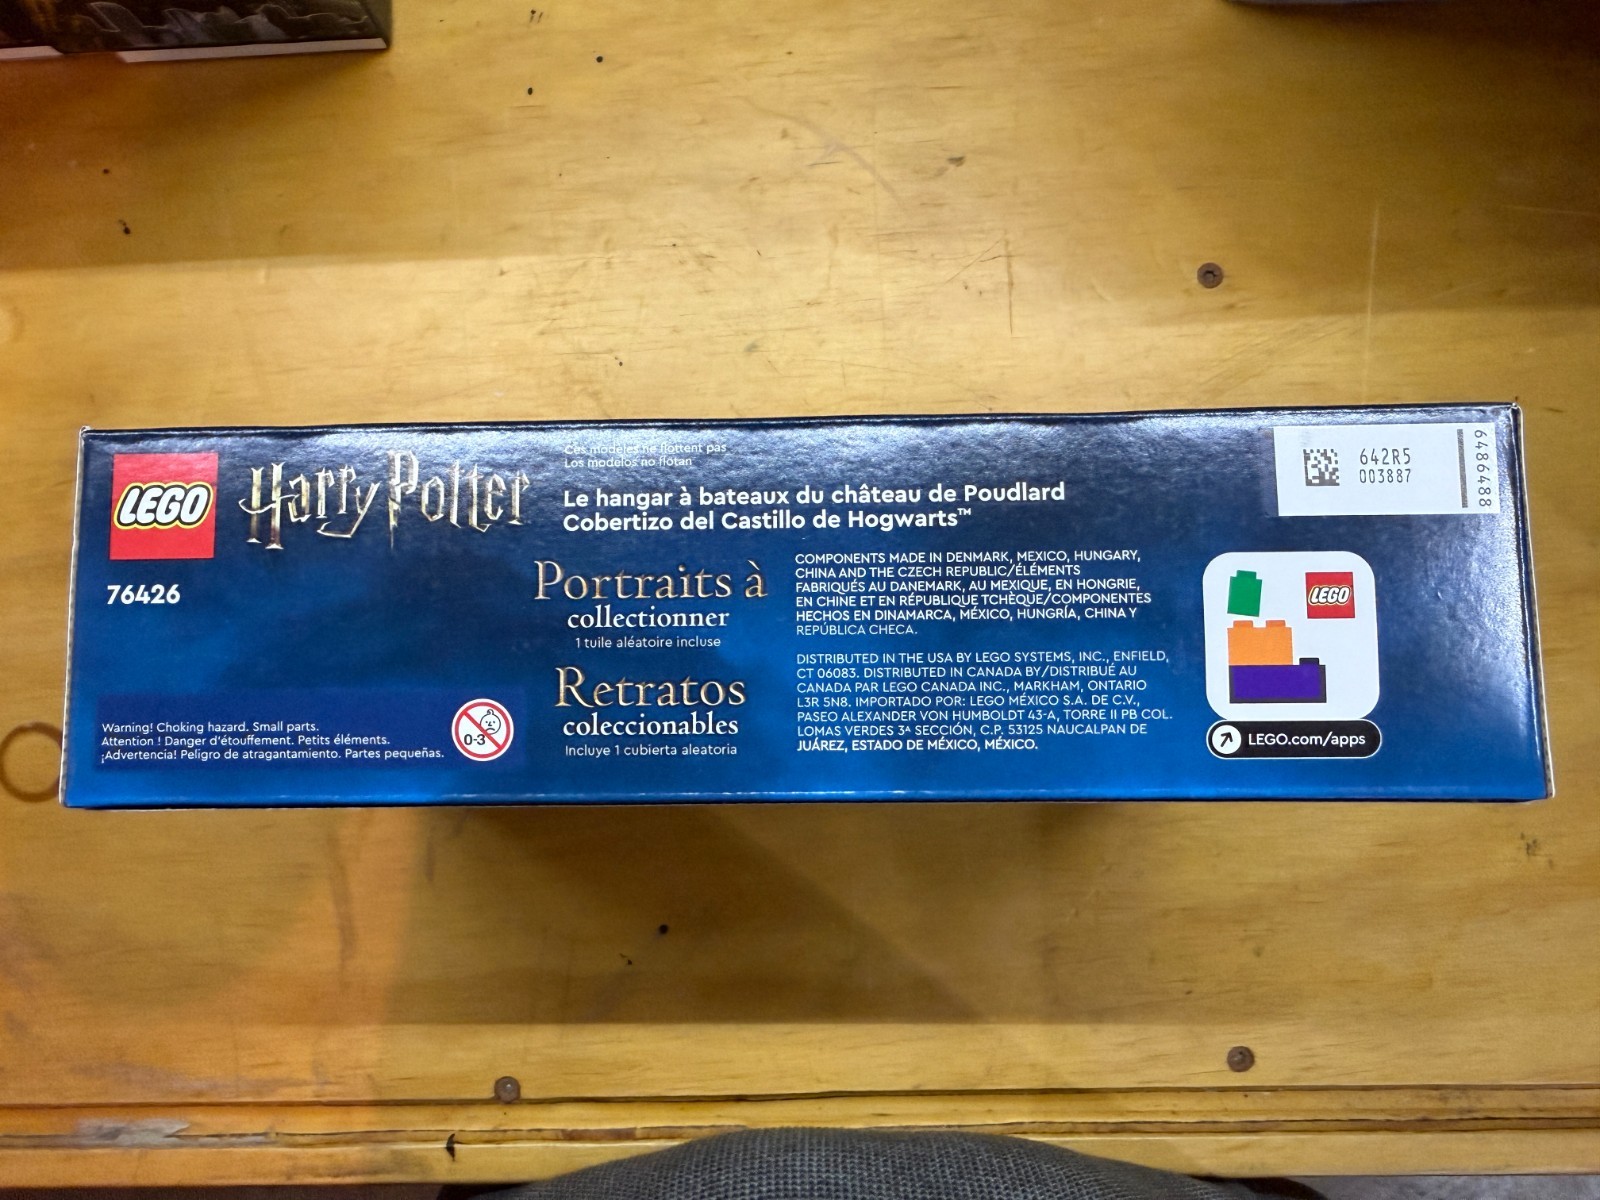 LEGO
Harry Potter
76426
Warning! Choking hazard. Small parts.
Attention ! Danger d'étouffement. Petits éléments.
¡Advertencia! Peligro de atragantamiento. Partes pequeñas.
0-3
Ces modèles ne flottent pas
Los modelos no flotan
Le hangar à bateaux du château de Poudlard
Cobertizo del Castillo de Hogwarts™
Portraits à
collectionner
1 tuile aléatoire incluse
Retratos
coleccionables
Incluye 1 cubierta aleatoria
COMPONENTS MADE IN DENMARK, MEXICO, HUNGARY,
CHINA AND THE CZECH REPUBLIC/ÉLÉMENTS
FABRIQUÉS AU DANEMARK, AU MEXIQUE, EN HONGRIE,
EN CHINE ET EN RÉPUBLIQUE TCHÈQUE/COMPONENTES
HECHOS EN DINAMARCA, MÉXICO, HUNGRÍA, CHINA Y
REPÚBLICA CHECA.
DISTRIBUTED IN THE USA BY LEGO SYSTEMS, INC., ENFIELD,
CT 06083. DISTRIBUTED IN CANADA BY/DISTRIBUÉ AU
CANADA PAR LEGO CANADA INC., MARKHAM, ONTARIO
L3R 5N8. IMPORTADO POR: LEGO MÉXICO S.A. DE C.V.,
PASEO ALEXANDER VON HUMBOLDT 43-A, TORRE II PB COL.
LOMAS VERDES 3ª SECCIÓN, C.P. 53125 NAUCALPAN DE
JUÁREZ, ESTADO DE MÉXICO, MÉXICO.
642R5
003887
6486488
LEGO
LEGO.com/apps